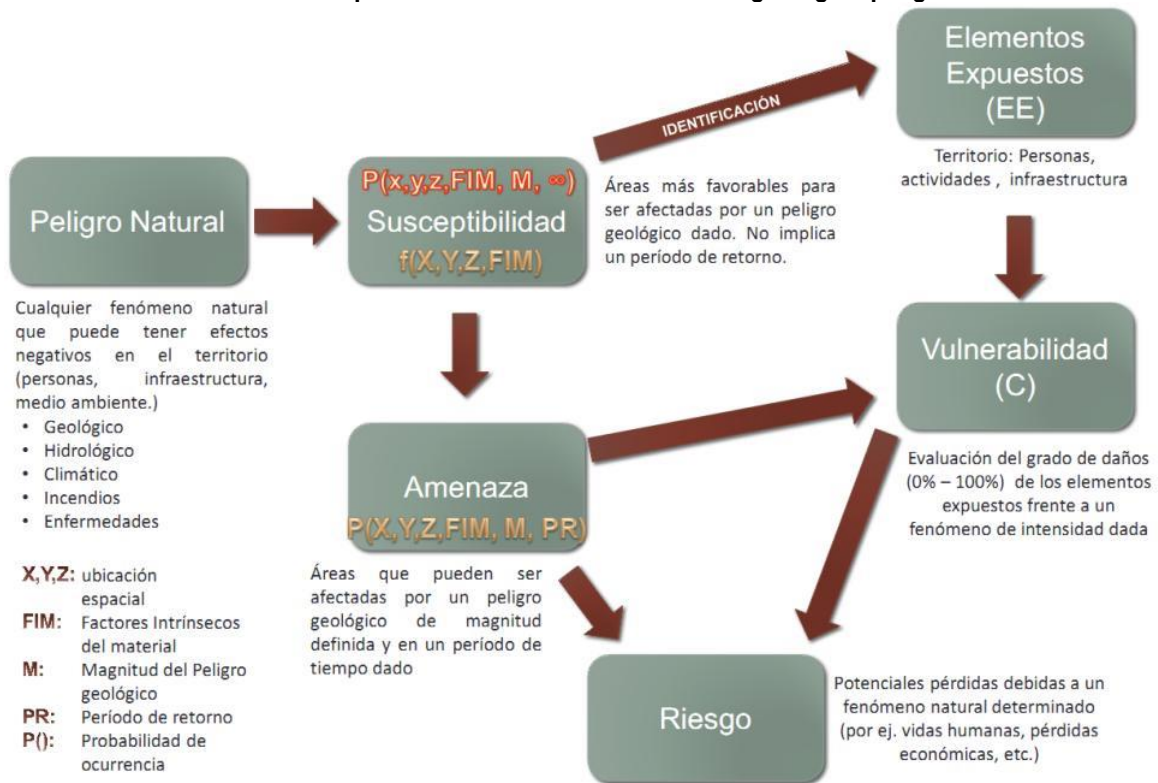 Peligro Natural
Cualquier fenómeno natural
que puede tener efectos
negativos en el territorio
(personas, infraestructura,
medio ambiente.)
• Geológico
• Hidrológico
• Climático
• Incendios
• Enfermedades
X,Y,Z: ubicación
espacial
FIM: Factores Intrínsecos
del material
M: Magnitud del Peligro
geológico
PR: Período de retorno
P(): Probabilidad de
ocurrencia
P(x,y,z,FIM, M, ∞)
Susceptibilidad
f(X,Y,Z,FIM)
IDENTIFICACIÓN
Áreas más favorables para
ser afectadas por un peligro
geológico dado. No implica
un período de retorno.
Elementos
Expuestos
(EE)
Territorio: Personas,
actividades , infraestructura
Vulnerabilidad
(C)
Evaluación del grado de daños
(0% – 100%) de los elementos
expuestos frente a un
fenómeno de intensidad dada
Amenaza
P(X,Y,Z,FIM, M, PR)
Áreas que pueden ser
afectadas por un peligro
geológico de magnitud
definida y en un período de
tiempo dado
Riesgo
Potenciales pérdidas debidas a un
fenómeno natural determinado
(por ej. vidas humanas, pérdidas
económicas, etc.)